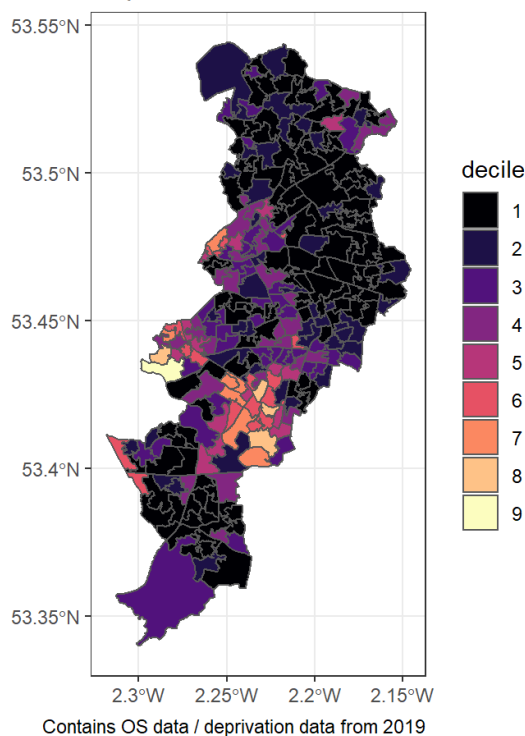 53.55°N
53.5°N
53.45°N
53.4°N
53.35°N
2.3°W 2.25°W 2.2°W 2.15°W
decile
1
2
3
4
5
6
7
8
9
Contains OS data / deprivation data from 2019